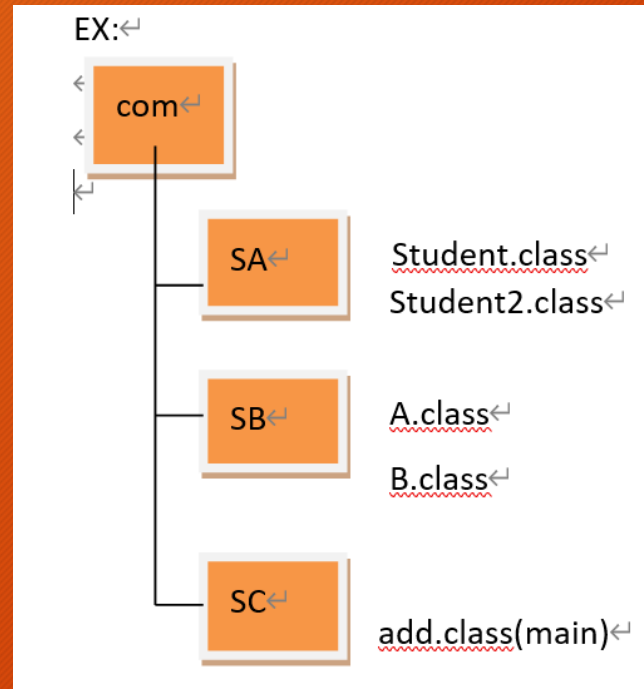 EX:
com
SA
Student.class
Student2.class
SB
A.class
B.class
SC
add.class(main)